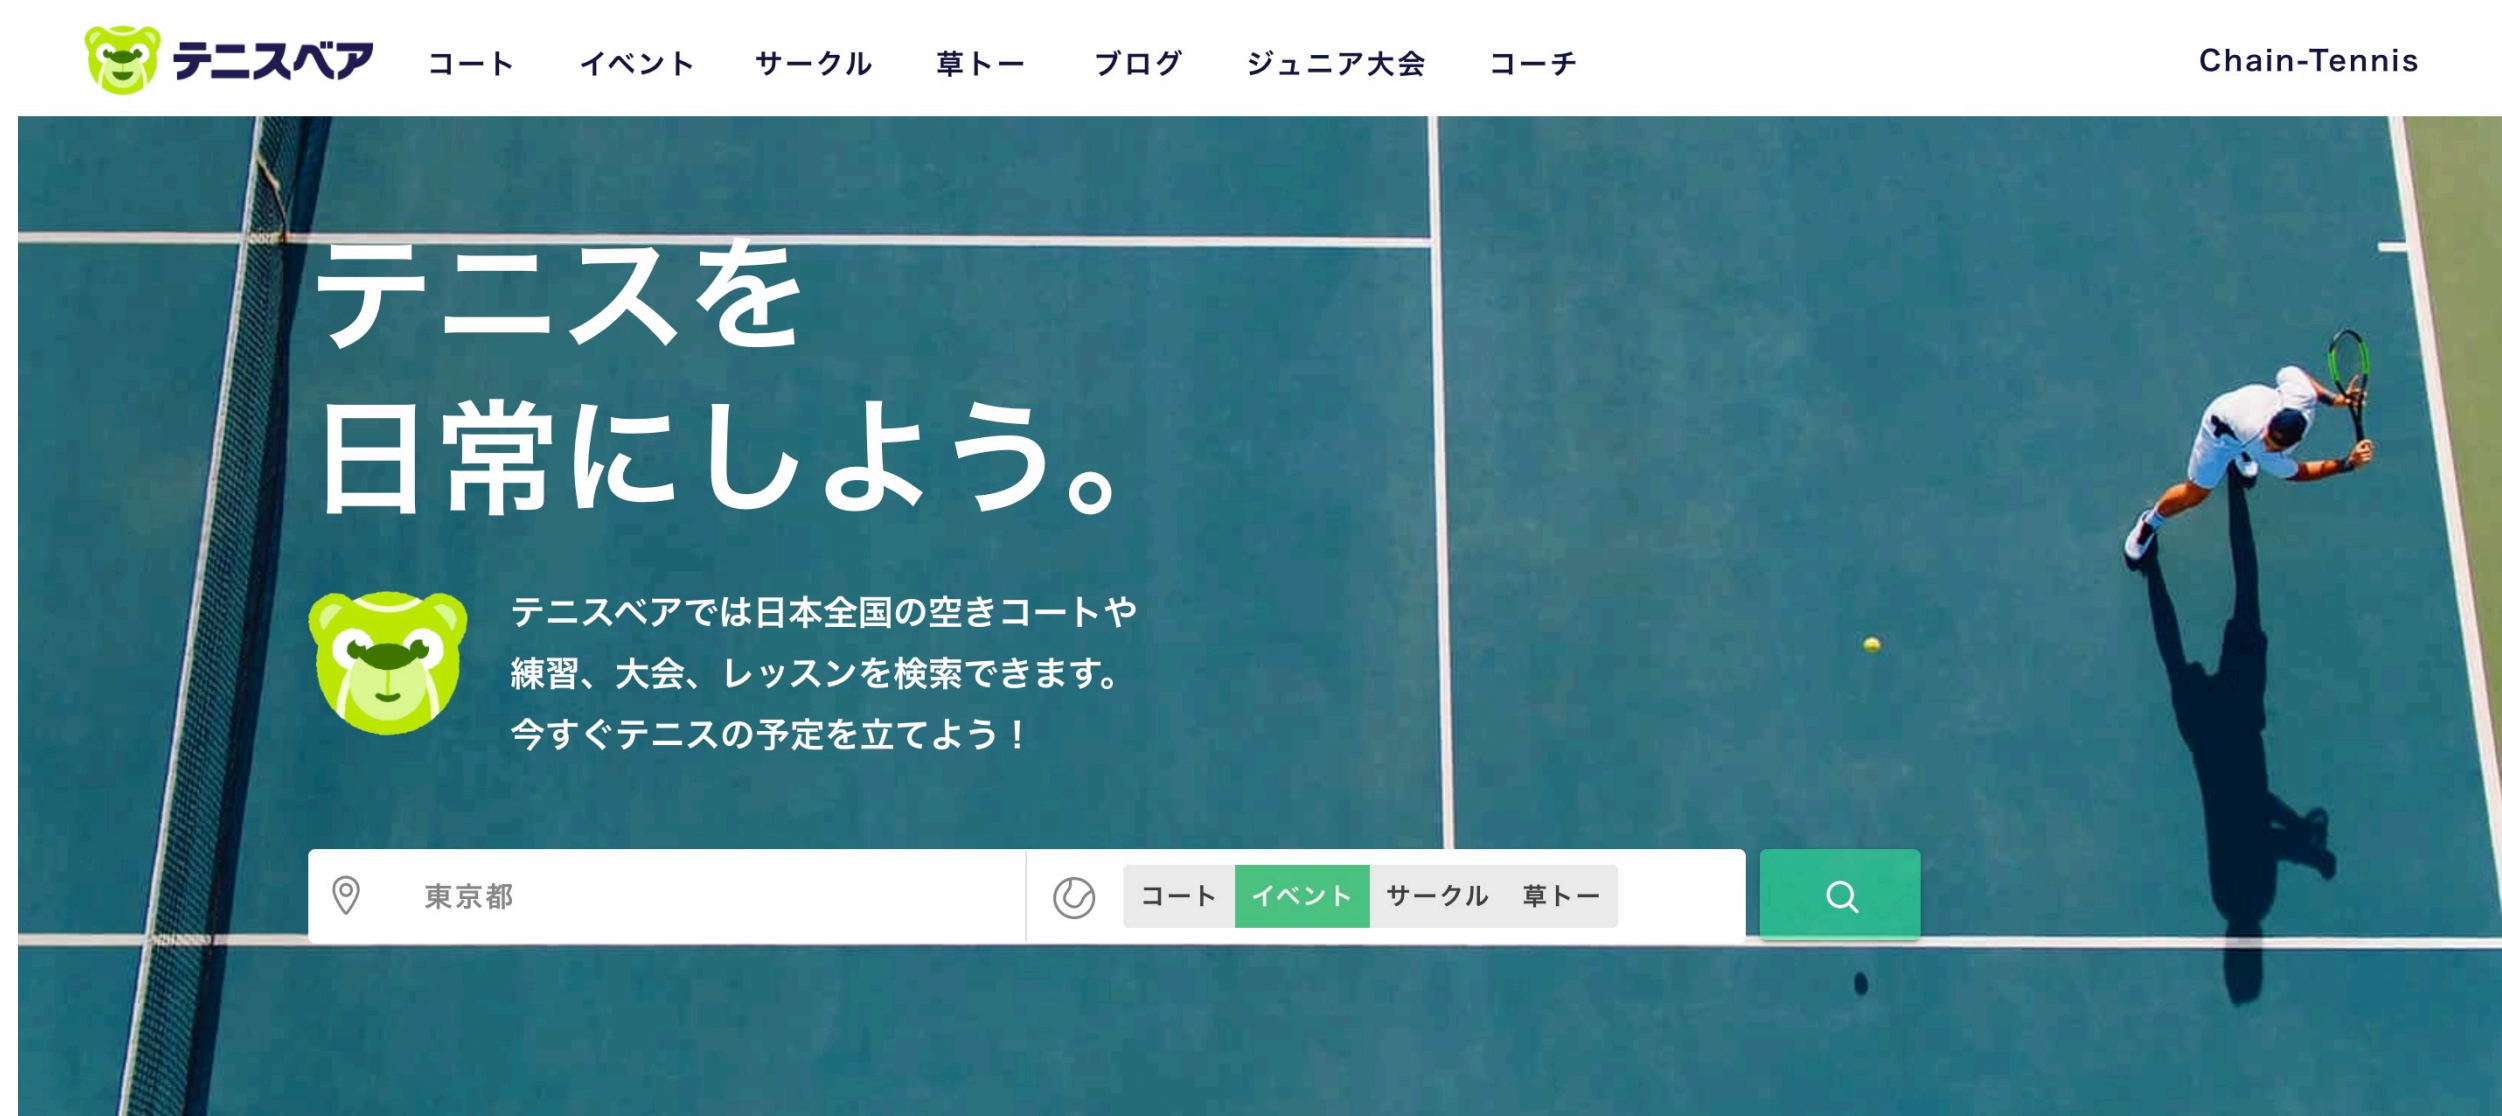 テニスベア
コート イベント サークル 草トー ブログ ジュニア大会 コーチ
Chain-Tennis
テニスを
日常にしよう。
テニスベアでは日本全国の空きコートや
練習、大会、レッスンを検索できます。
今すぐテニスの予定を立てよう！
東京都
コート イベント サークル 草トー